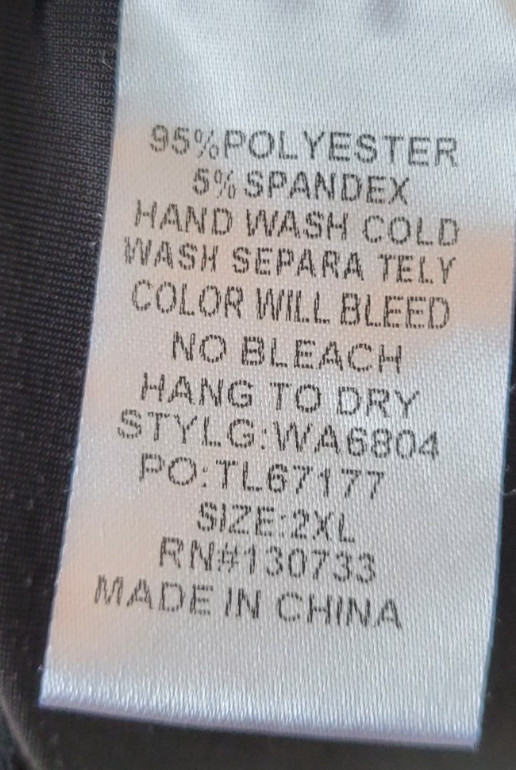 95%POLYESTER
5%SPANDEX
HAND WASH COLD
WASH SEPARA TELY
COLOR WILL BLEED
NO BLEACH
HANG TO DRY
STYLG:WA6804
PO:TL67177
SIZE:2XL
RN#130733
MADE IN CHINA